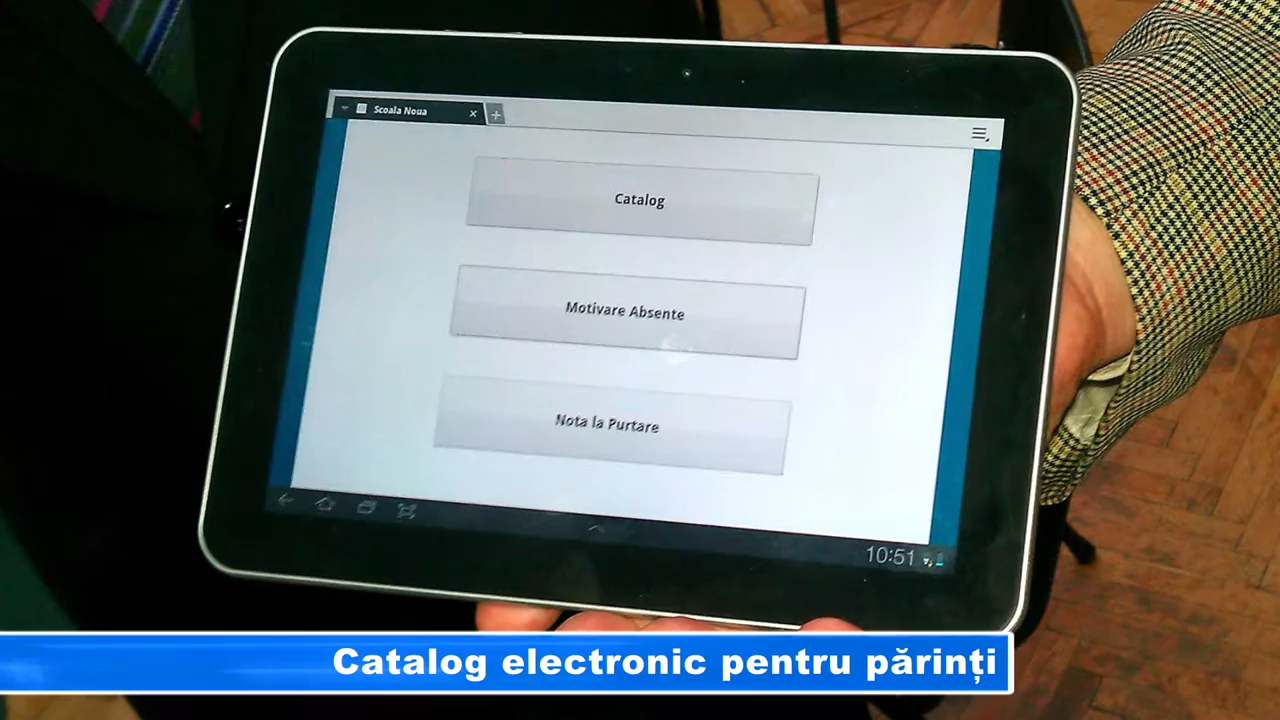 Scoala Noua
Catalog
Motivare Absente
Nota la Purtare
10:51
Catalog electronic pentru părinți